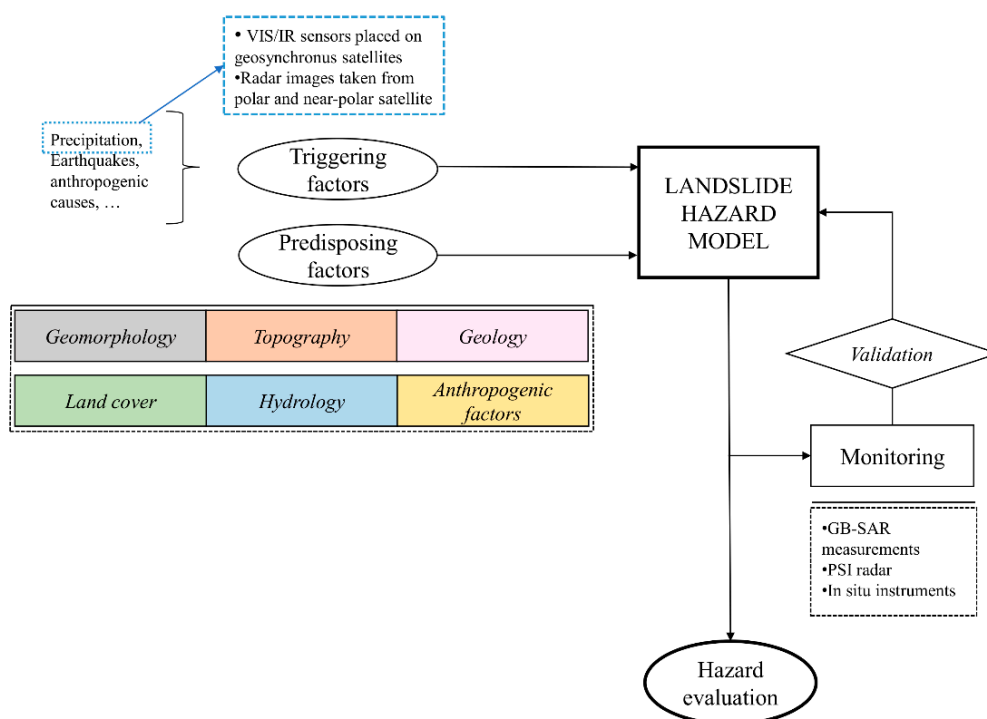 • VIS/IR sensors placed on
geosynchronus satellites
•Radar images taken from
polar and near-polar satellite
Precipitation,
Earthquakes,
anthropogenic
causes, …
Triggering
factors
LANDSLIDE
HAZARD
MODEL
Predisposing
factors
Geomorphology
Topography
Geology
Land cover
Hydrology
Anthropogenic
factors
Validation
Monitoring
•GB-SAR
measurements
•PSI radar
•In situ instruments
Hazard
evaluation